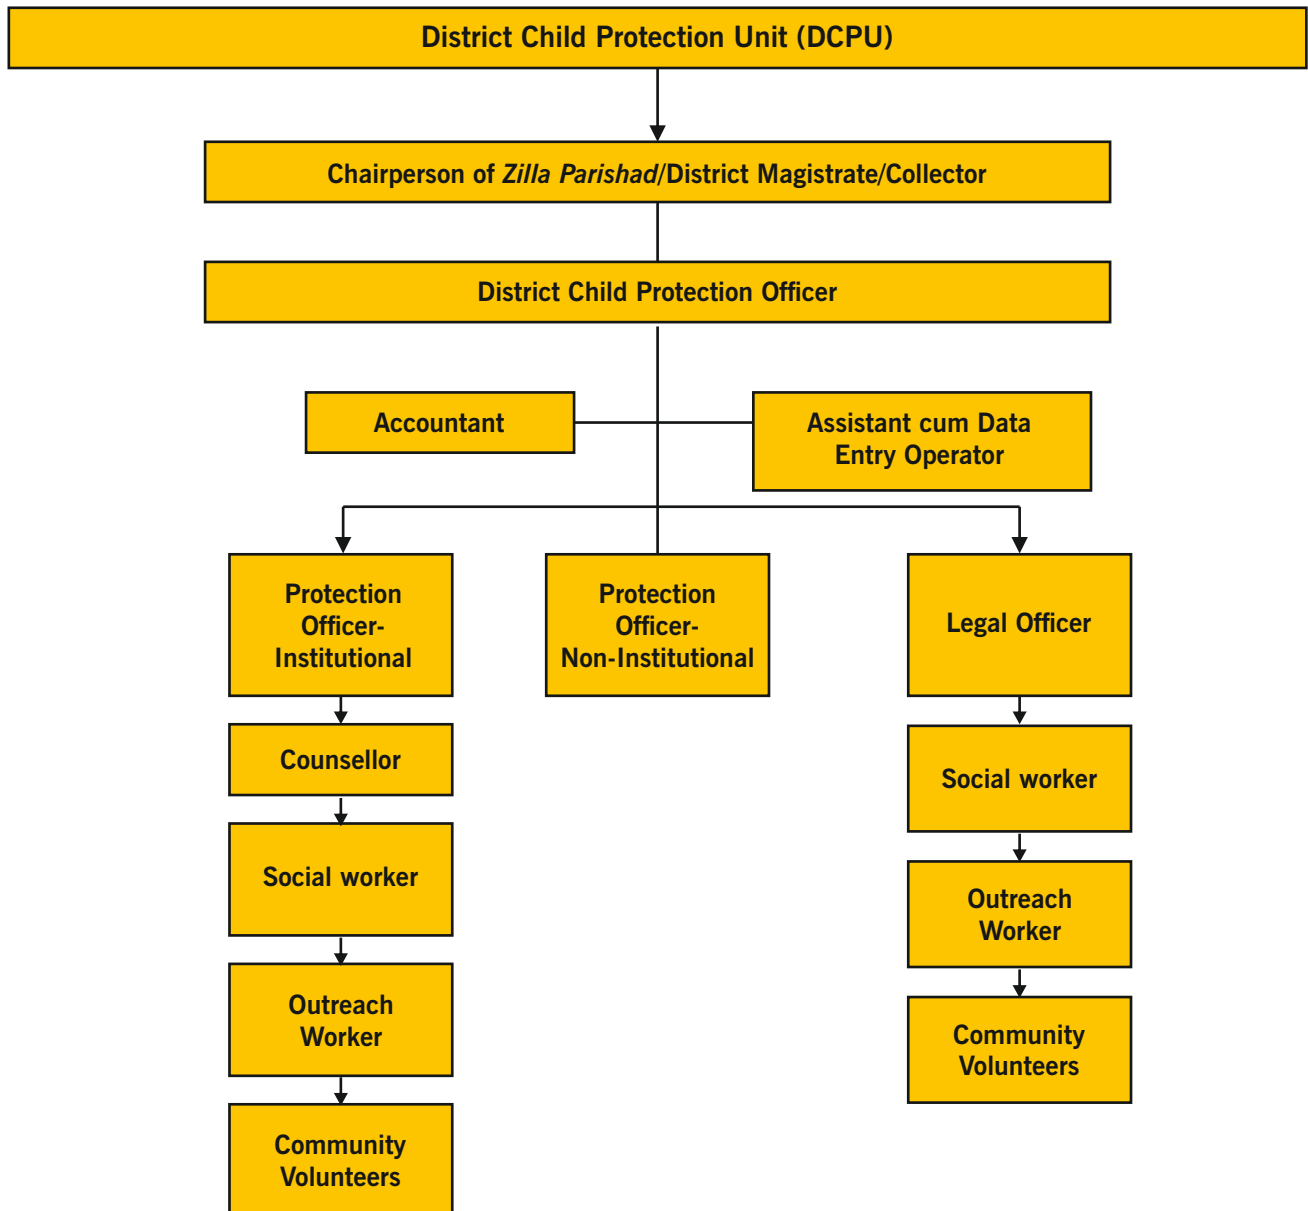 District Child Protection Unit (DCPU)
Chairperson of Zilla Parishad/District Magistrate/Collector
District Child Protection Officer
Accountant
Assistant cum Data
Entry Operator
Protection
Officer-
Institutional
Protection
Officer-
Non-Institutional
Legal Officer
Counsellor
Social worker
Outreach
Worker
Community
Volunteers
Social worker
Outreach
Worker
Community
Volunteers